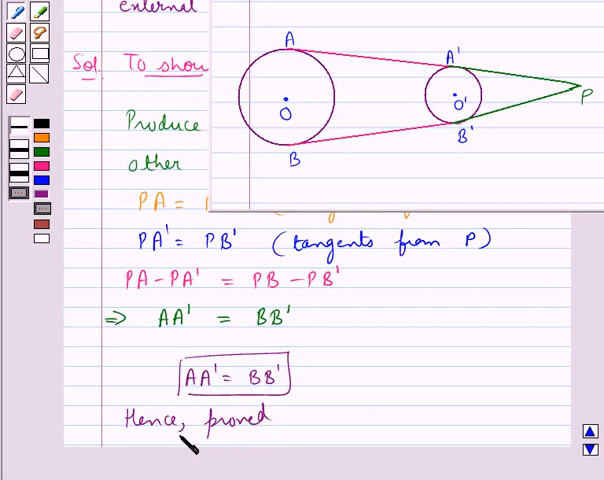 external
Sol. To show
Produce
other
PA =
PA' = PB' (tangents from P)
PA - PA' = PB - PB'
⇒ AA' = BB'
AA' = BB'
Hence, proved
A
A'
P
O
O'
B
B'